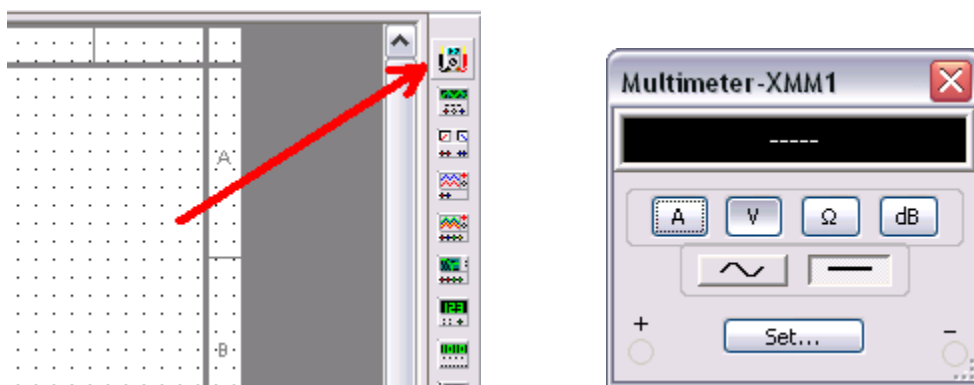 A
B
Multimeter-XMM1
-----
A V Ω dB
+ Set... -